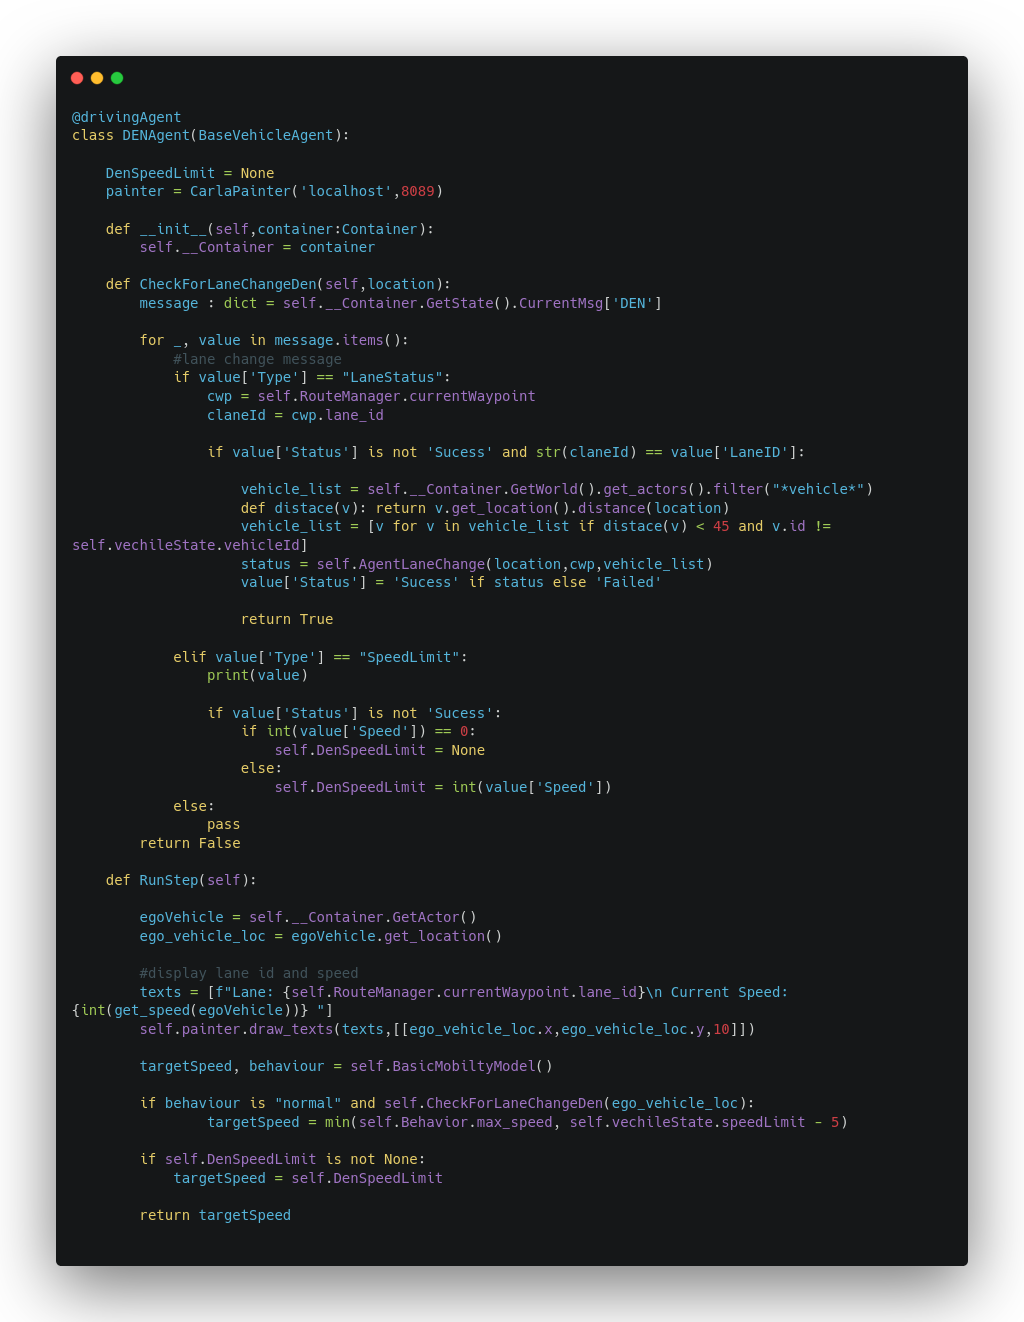 @drivingAgent
class DENAgent(BaseVehicleAgent):

    DenSpeedLimit = None
    painter = CarlaPainter('localhost',8089)

    def __init__(self,container:Container):
        self.__Container = container

    def CheckForLaneChangeDen(self,location):
        message : dict = self.__Container.GetState().CurrentMsg['DEN']

        for _, value in message.items():
            #lane change message
            if value['Type'] == "LaneStatus":
                cwp = self.RouteManager.currentWaypoint
                claneId = cwp.lane_id

                if value['Status'] is not 'Sucess' and str(claneId) == value['LaneID']:

                    vehicle_list = self.__Container.GetWorld().get_actors().filter("*vehicle*")
                    def distace(v): return v.get_location().distance(location)
                    vehicle_list = [v for v in vehicle_list if distace(v) < 45 and v.id !=
self.vechileState.vehicleId]
                    status = self.AgentLaneChange(location,cwp,vehicle_list)
                    value['Status'] = 'Sucess' if status else 'Failed'

                    return True

            elif value['Type'] == "SpeedLimit":
                print(value)

                if value['Status'] is not 'Sucess':
                    if int(value['Speed']) == 0:
                        self.DenSpeedLimit = None
                    else:
                        self.DenSpeedLimit = int(value['Speed'])
            else:
                pass
        return False

    def RunStep(self):

        egoVehicle = self.__Container.GetActor()
        ego_vehicle_loc = egoVehicle.get_location()

        #display lane id and speed
        texts = [f"Lane: {self.RouteManager.currentWaypoint.lane_id}\n Current Speed:
{int(get_speed(egoVehicle))} "]
        self.painter.draw_texts(texts,[[ego_vehicle_loc.x,ego_vehicle_loc.y,10]])

        targetSpeed, behaviour = self.BasicMobiltyModel()

        if behaviour is "normal" and self.CheckForLaneChangeDen(ego_vehicle_loc):
                targetSpeed = min(self.Behavior.max_speed, self.vechileState.speedLimit - 5)

        if self.DenSpeedLimit is not None:
            targetSpeed = self.DenSpeedLimit

        return targetSpeed